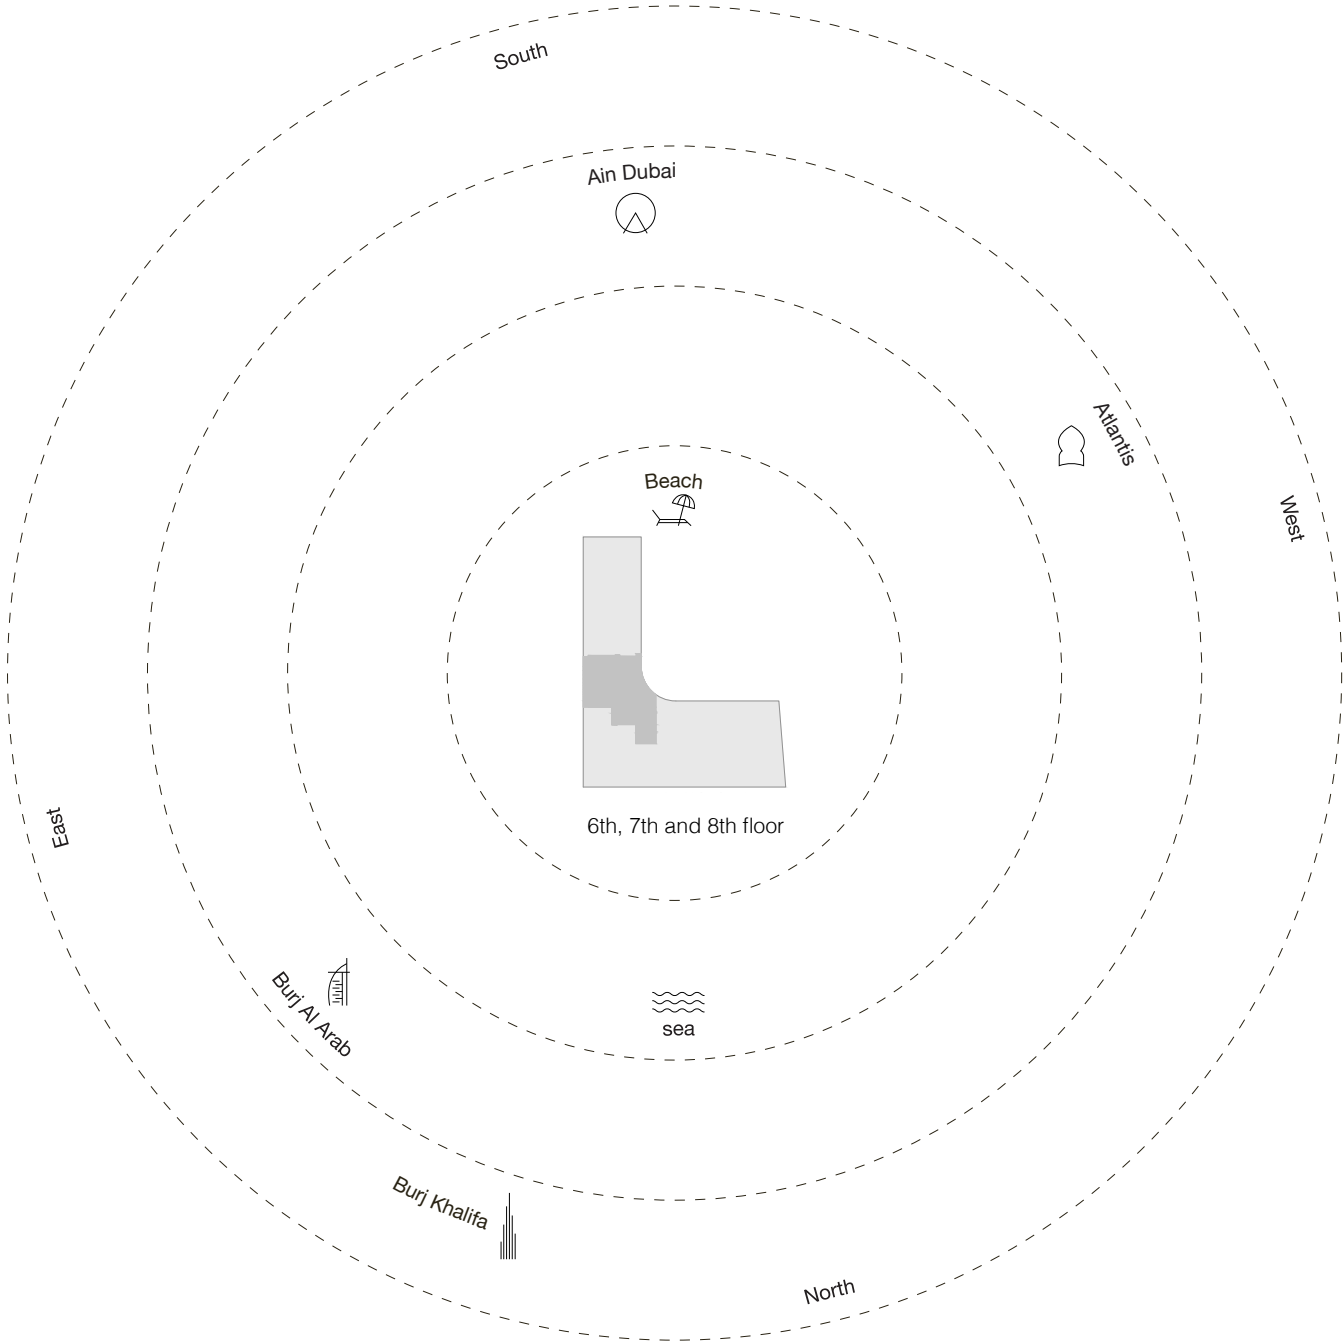 South
Ain Dubai
Atlantis
Beach
West
6th, 7th and 8th floor
East
Burj Al Arab
sea
Burj Khalifa
North